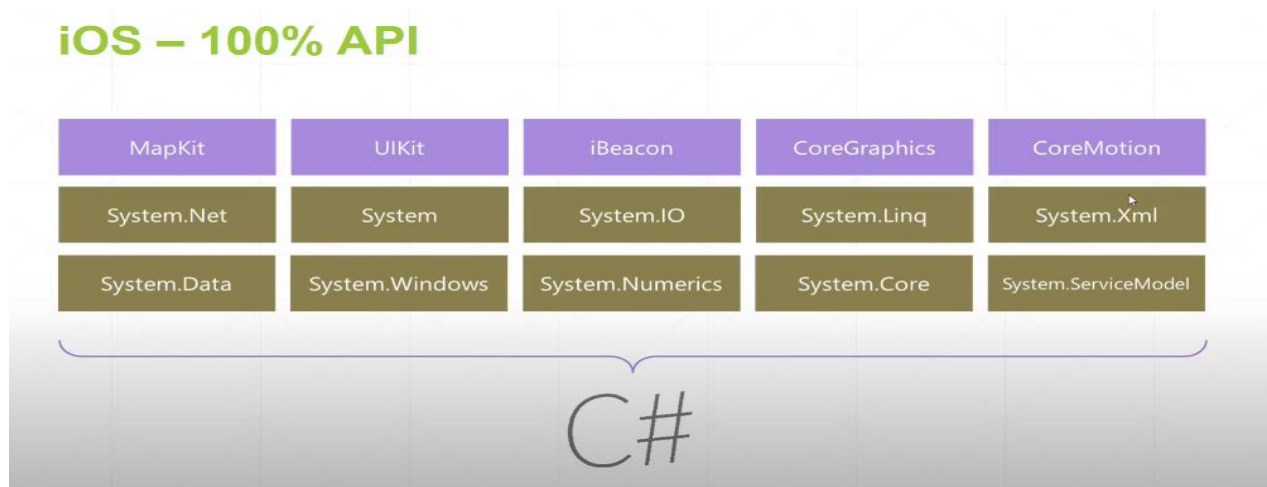 iOS – 100% API
MapKit
UIKit
iBeacon
CoreGraphics
CoreMotion
System.Net
System
System.IO
System.Linq
System.Xml
System.Data
System.Windows
System.Numerics
System.Core
System.ServiceModel
C#